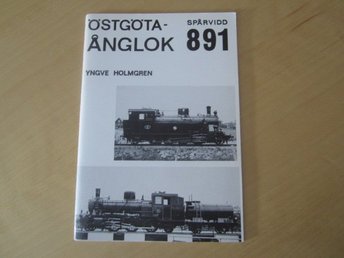 ÖSTGÖTA-
ÅNGLOK
SPÅRVIDD
891
YNGVE HOLMGREN